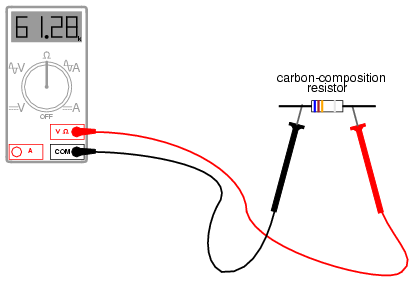 61.28
k
Ω
V
A
V
A
OFF
V Ω
A
COM
carbon-composition
resistor